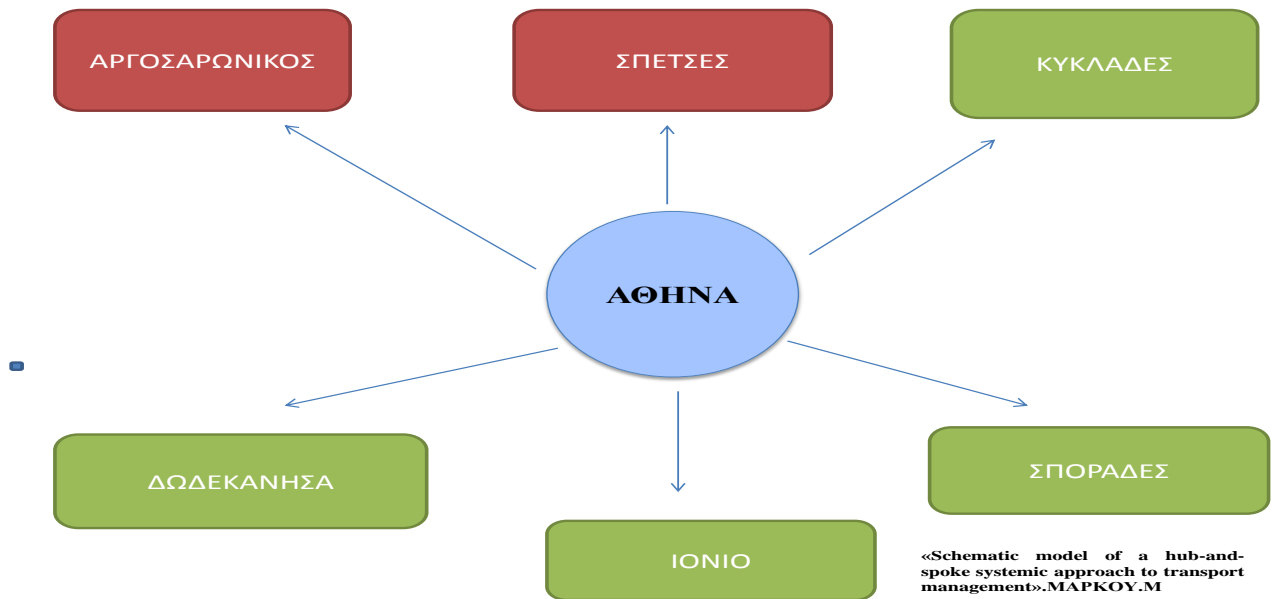 ΑΡΓΟΣΑΡΩΝΙΚΟΣ
ΣΠΕΤΣΕΣ
ΚΥΚΛΑΔΕΣ
ΑΘΗΝΑ
ΔΩΔΕΚΑΝΗΣΑ
ΣΠΟΡΑΔΕΣ
ΙΟΝΙΟ
«Schematic model of a hub-and-
spoke systemic approach to transport
management».ΜΑΡΚΟΥ.Μ